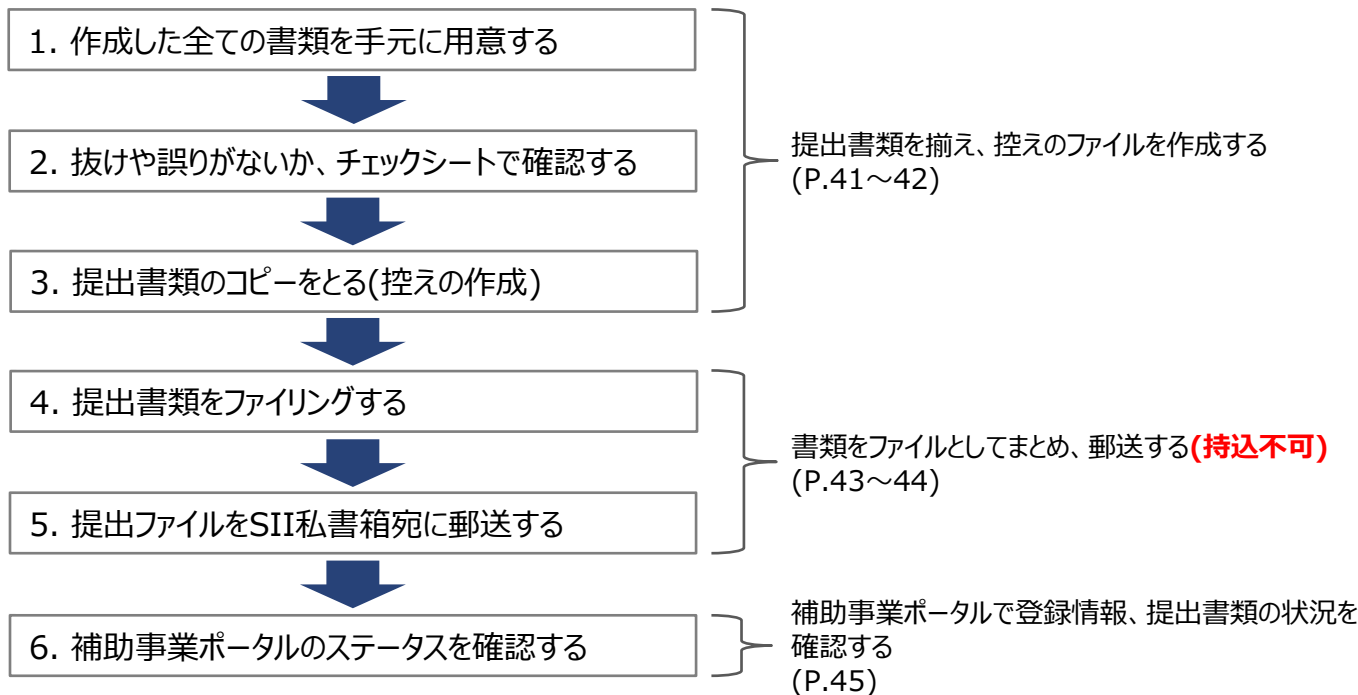 1. 作成した全ての書類を手元に用意する
2. 抜けや誤りがないか、チェックシートで確認する
3. 提出書類のコピーをとる(控えの作成)
提出書類を揃え、控えのファイルを作成する
(P.41～42)
4. 提出書類をファイリングする
5. 提出ファイルをSII私書箱宛に郵送する
書類をファイルとしてまとめ、郵送する(持込不可)
(P.43～44)
6. 補助事業ポータルのステータスを確認する
補助事業ポータルで登録情報、提出書類の状況を
確認する
(P.45)